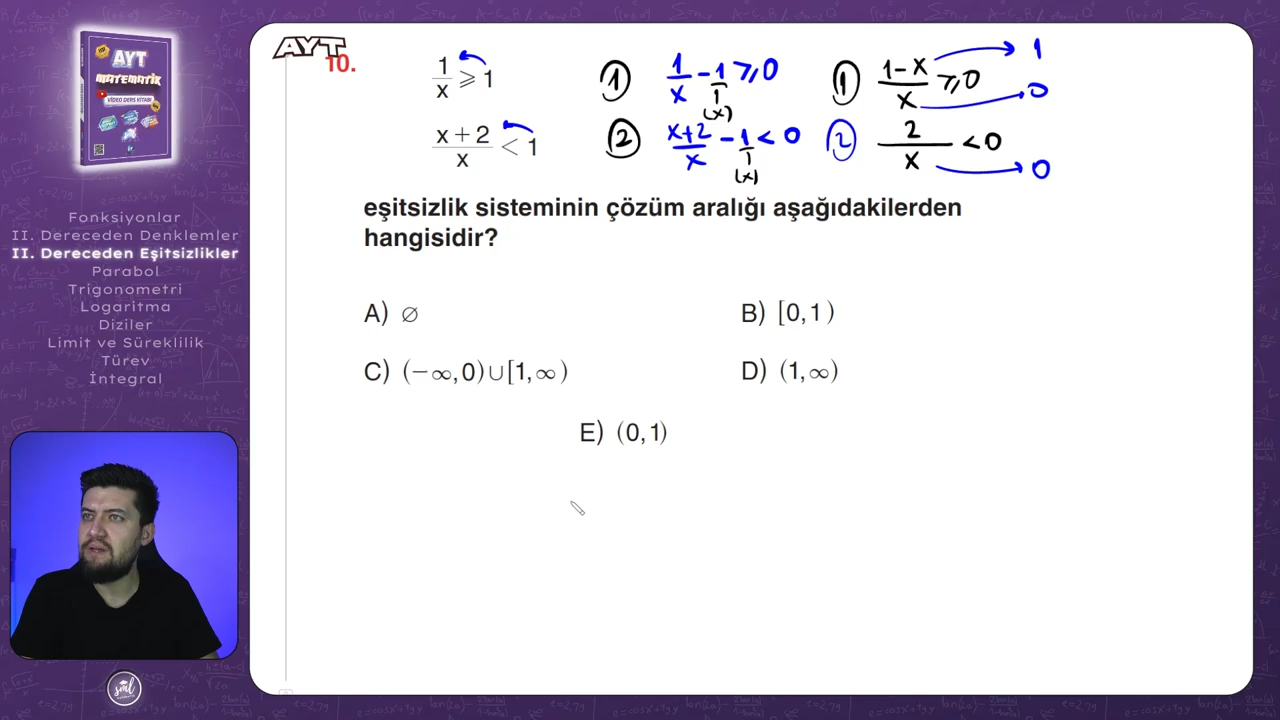 AYT
MATEMATİK
VİDEO DERS KİTABI
Fonksiyonlar
II. Dereceden Denklemler
II. Dereceden Eşitsizlikler
Parabol
Trigonometri
Logaritma
Diziler
Limit ve Süreklilik
Türev
İntegral
sml
AYT
10.
1/x ⩾ 1
(x + 2)/x < 1
① 1/x - 1 ⩾ 0
(x)
② (x+2)/x - 1 < 0
(x)
① (1-x)/x ⩾ 0
1
0
② 2/x < 0
0
eşitsizlik sisteminin çözüm aralığı aşağıdakilerden
hangisidir?
A) ∅
B) [0, 1)
C) (−∞, 0) ∪ [1, ∞)
D) (1, ∞)
E) (0, 1)